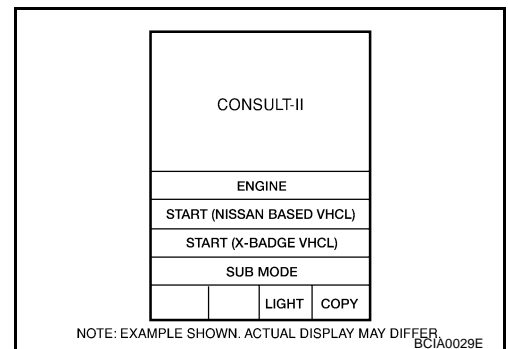 CONSULT-II
ENGINE
START (NISSAN BASED VHCL)
START (X-BADGE VHCL)
SUB MODE
LIGHT COPY
NOTE: EXAMPLE SHOWN. ACTUAL DISPLAY MAY DIFFER.
BCIA0029E